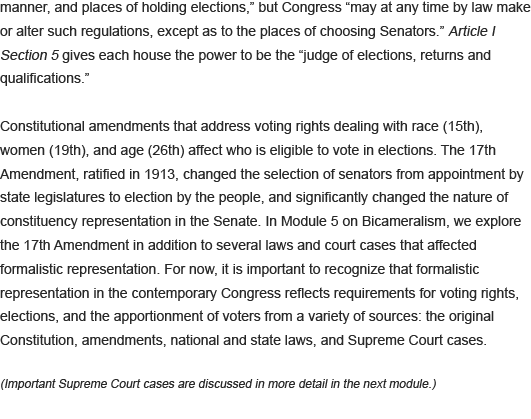 manner, and places of holding elections,” but Congress “may at any time by law make
or alter such regulations, except as to the places of choosing Senators.” Article I
Section 5 gives each house the power to be the “judge of elections, returns and
qualifications.”
Constitutional amendments that address voting rights dealing with race (15th),
women (19th), and age (26th) affect who is eligible to vote in elections. The 17th
Amendment, ratified in 1913, changed the selection of senators from appointment by
state legislatures to election by the people, and significantly changed the nature of
constituency representation in the Senate. In Module 5 on Bicameralism, we explore
the 17th Amendment in addition to several laws and court cases that affected
formalistic representation. For now, it is important to recognize that formalistic
representation in the contemporary Congress reflects requirements for voting rights,
elections, and the apportionment of voters from a variety of sources: the original
Constitution, amendments, national and state laws, and Supreme Court cases.
(Important Supreme Court cases are discussed in more detail in the next module.)